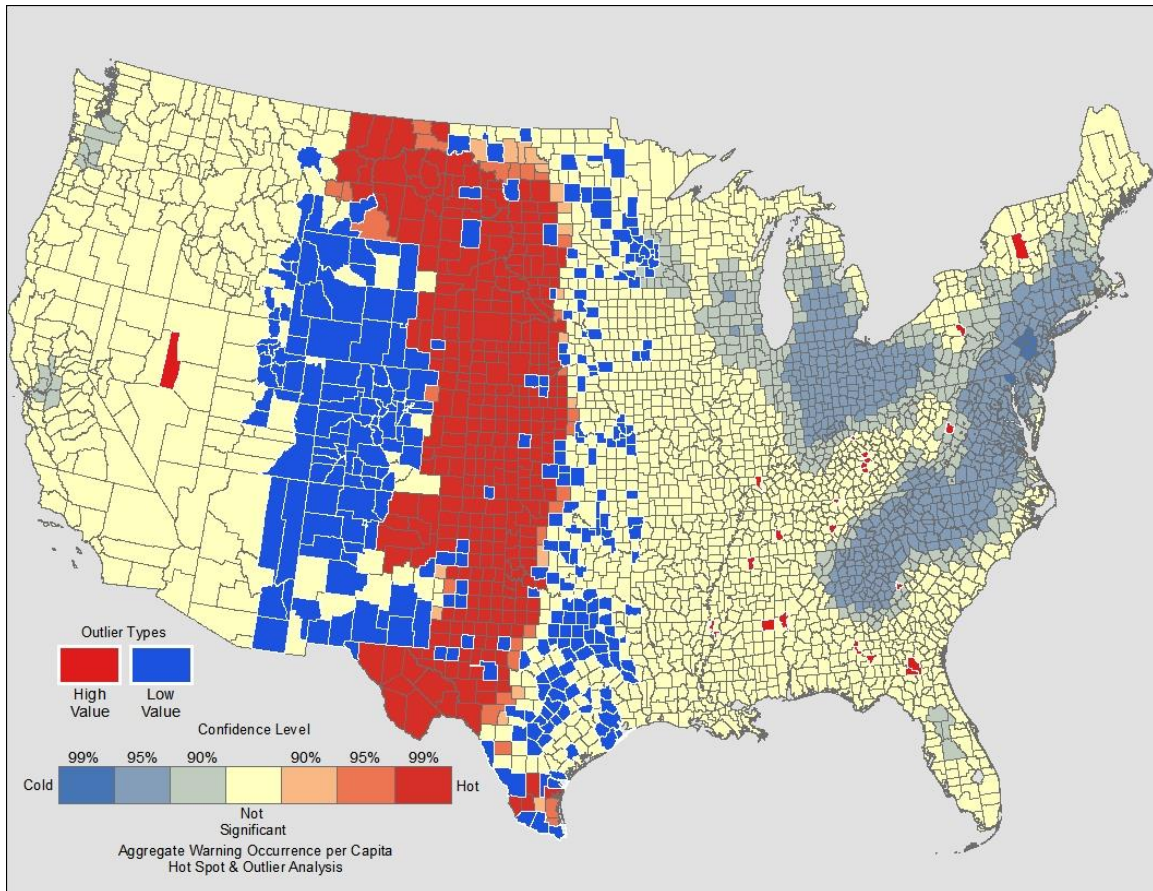 Outlier Types
High Value
Low Value
Confidence Level
99% 95% 90% 90% 95% 99%
Cold
Hot
Not
Significant
Aggregate Warning Occurrence per Capita
Hot Spot & Outlier Analysis